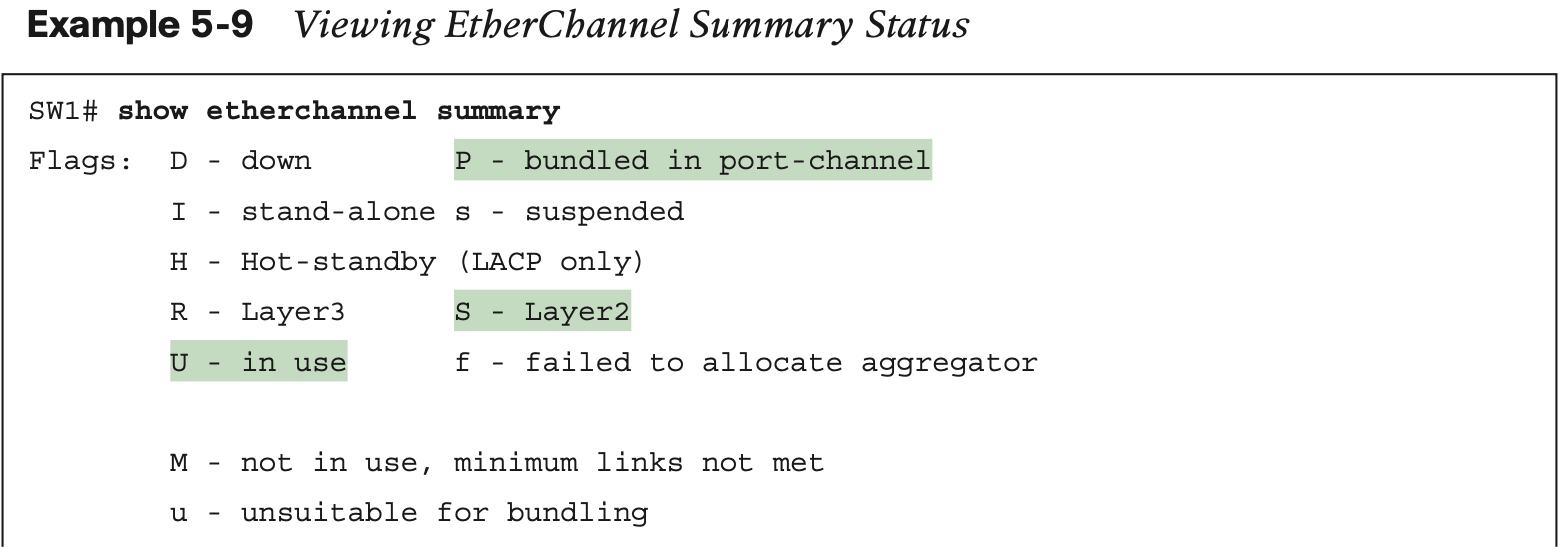 Example 5-9 Viewing EtherChannel Summary Status
SW1# show etherchannel summary
Flags: D - down P - bundled in port-channel
I - stand-alone s - suspended
H - Hot-standby (LACP only)
R - Layer3 S - Layer2
U - in use f - failed to allocate aggregator
M - not in use, minimum links not met
u - unsuitable for bundling